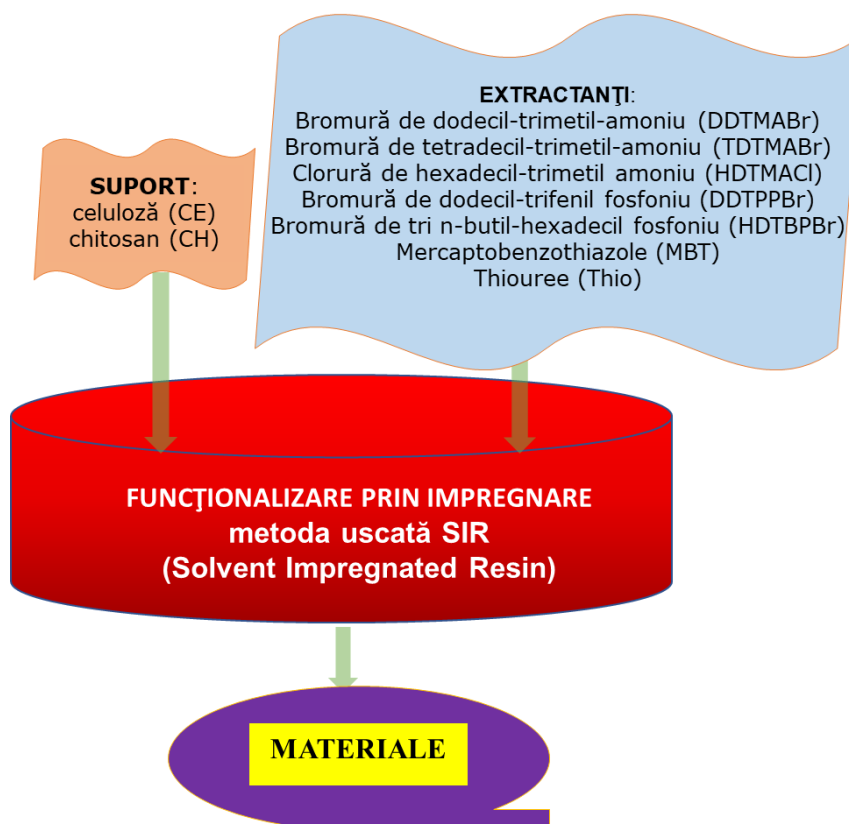 SUPORT:
celuloză (CE)
chitosan (CH)
EXTRACTANŢI:
Bromură de dodecil-trimetil-amoniu (DDTMABr)
Bromură de tetradecil-trimetil-amoniu (TDTMABr)
Clorură de hexadecil-trimetil amoniu (HDTMACl)
Bromură de dodecil-trifenil fosfoniu (DDTPPBr)
Bromură de tri n-butil-hexadecil fosfoniu (HDTBPBr)
Mercaptobenzothiazole (MBT)
Thiouree (Thio)
FUNCŢIONALIZARE PRIN IMPREGNARE
metoda uscată SIR
(Solvent Impregnated Resin)
MATERIALE